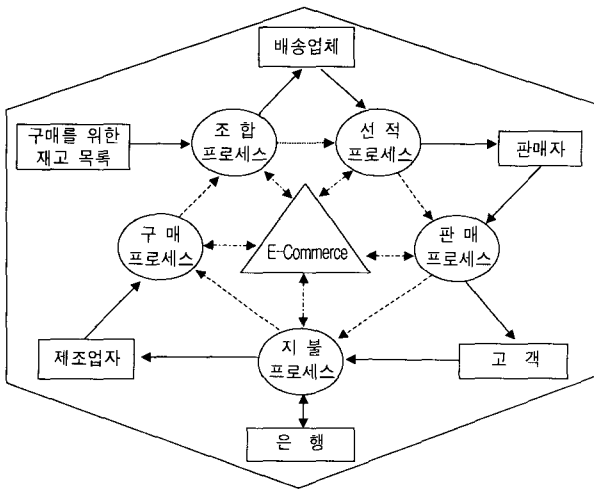 배송업체
구매를 위한
재고 목록
조 합
프로세스
선 적
프로세스
판매자
구 매
프로세스
E-Commerce
판 매
프로세스
제조업자
지 불
프로세스
고 객
은 행